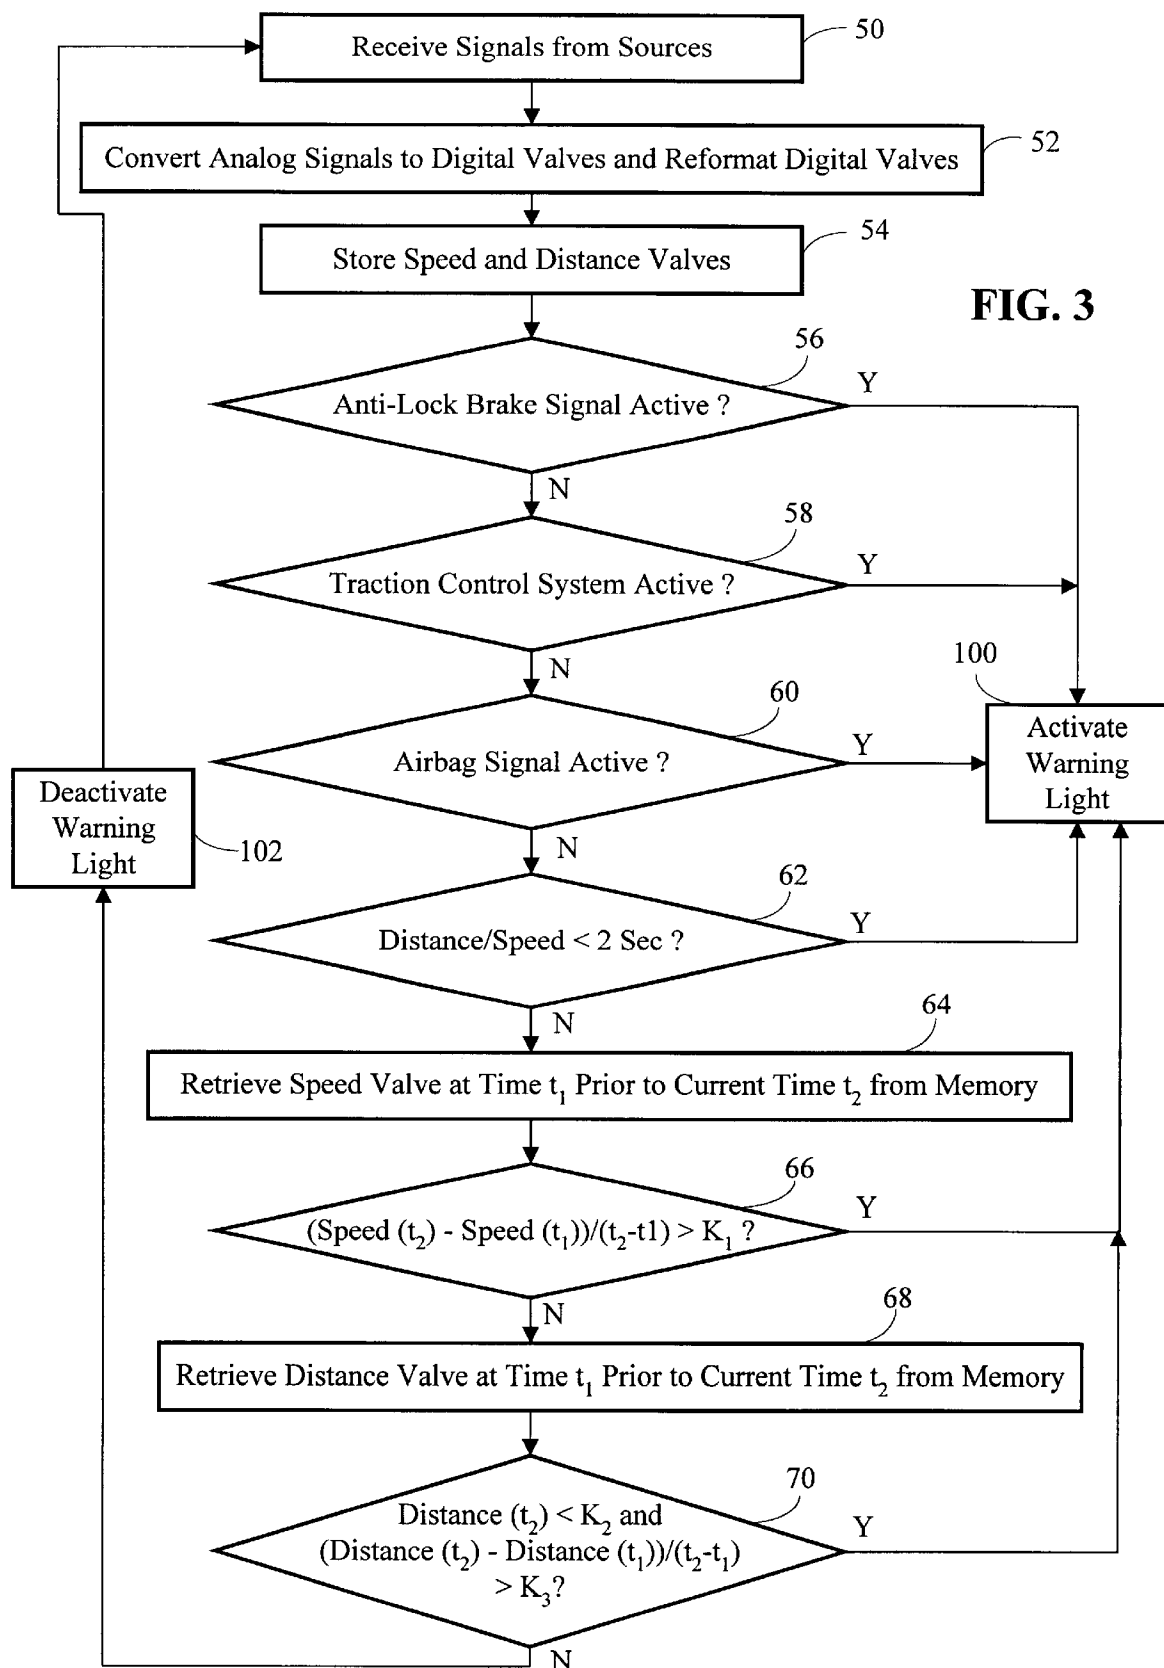 Receive Signals from Sources
50
Convert Analog Signals to Digital Valves and Reformat Digital Valves
52
Store Speed and Distance Valves
54
FIG. 3
Anti-Lock Brake Signal Active ?
56
Y
N
Traction Control System Active ?
58
Y
N
Airbag Signal Active ?
60
Y
N
100
Activate
Warning
Light
Deactivate
Warning
Light
102
Distance/Speed < 2 Sec ?
62
Y
N
64
Retrieve Speed Valve at Time t₁ Prior to Current Time t₂ from Memory
66
(Speed (t₂) - Speed (t₁))/(t₂-t1) > K₁ ?
Y
N
68
Retrieve Distance Valve at Time t₁ Prior to Current Time t₂ from Memory
70
Distance (t₂) < K₂ and
(Distance (t₂) - Distance (t₁))/(t₂-t₁)
> K₃?
Y
N